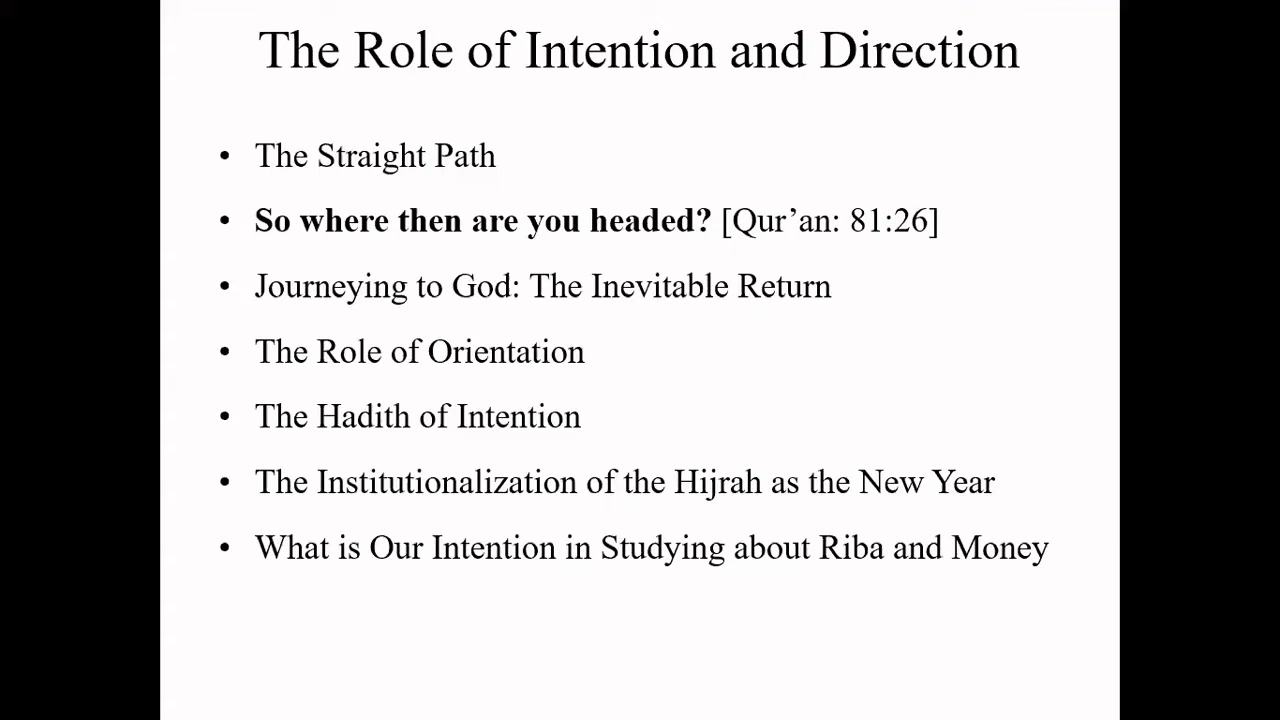 The Role of Intention and Direction
• The Straight Path
• So where then are you headed? [Qur’an: 81:26]
• Journeying to God: The Inevitable Return
• The Role of Orientation
• The Hadith of Intention
• The Institutionalization of the Hijrah as the New Year
• What is Our Intention in Studying about Riba and Money